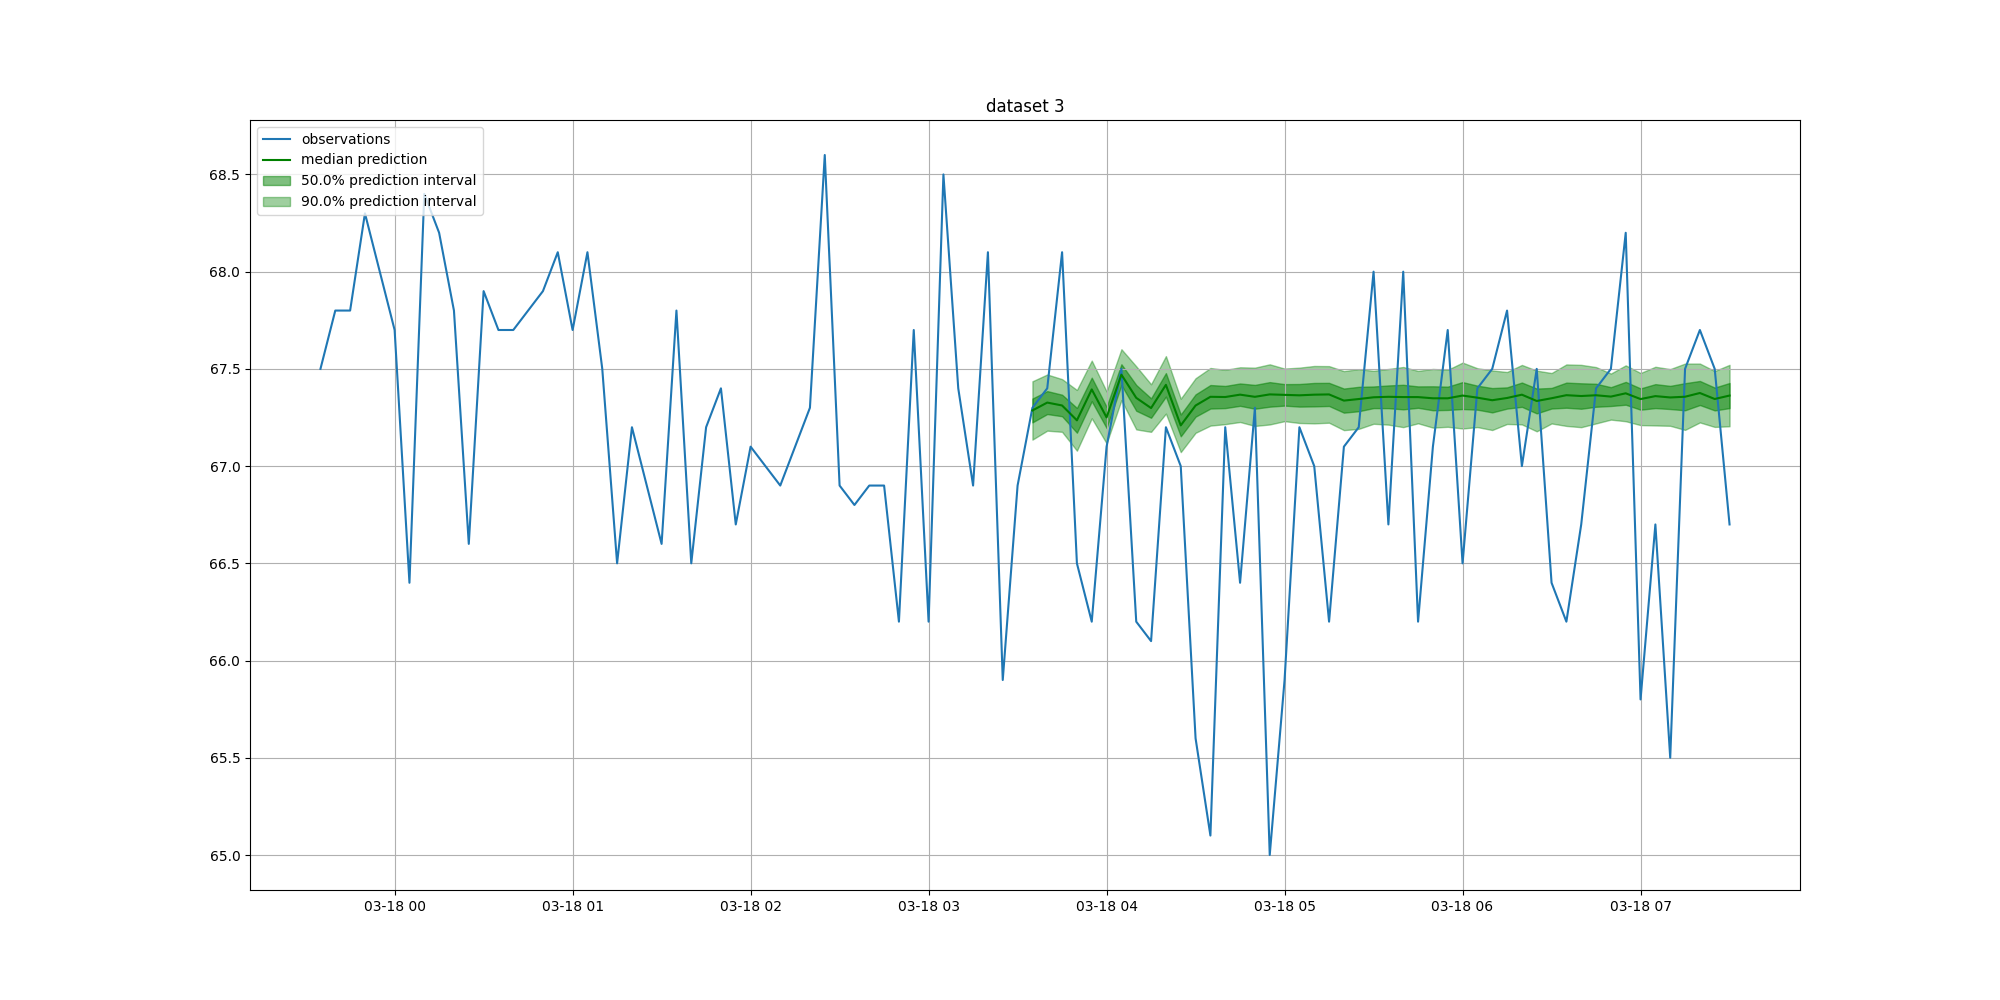 dataset 3
observations
median prediction
50.0% prediction interval
90.0% prediction interval
68.5
68.0
67.5
67.0
66.5
66.0
65.5
65.0
03-18 00 03-18 01 03-18 02 03-18 03 03-18 04 03-18 05 03-18 06 03-18 07